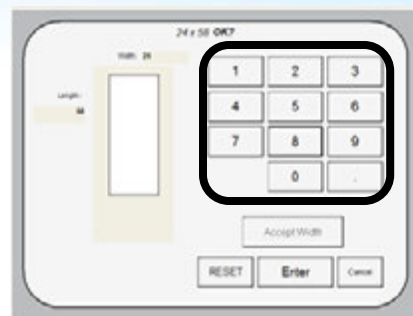 24 x 58 OK?
Width: 24
Length:
58
1 2 3
4 5 6
7 8 9
0 .
Accept Width
RESET Enter Cancel